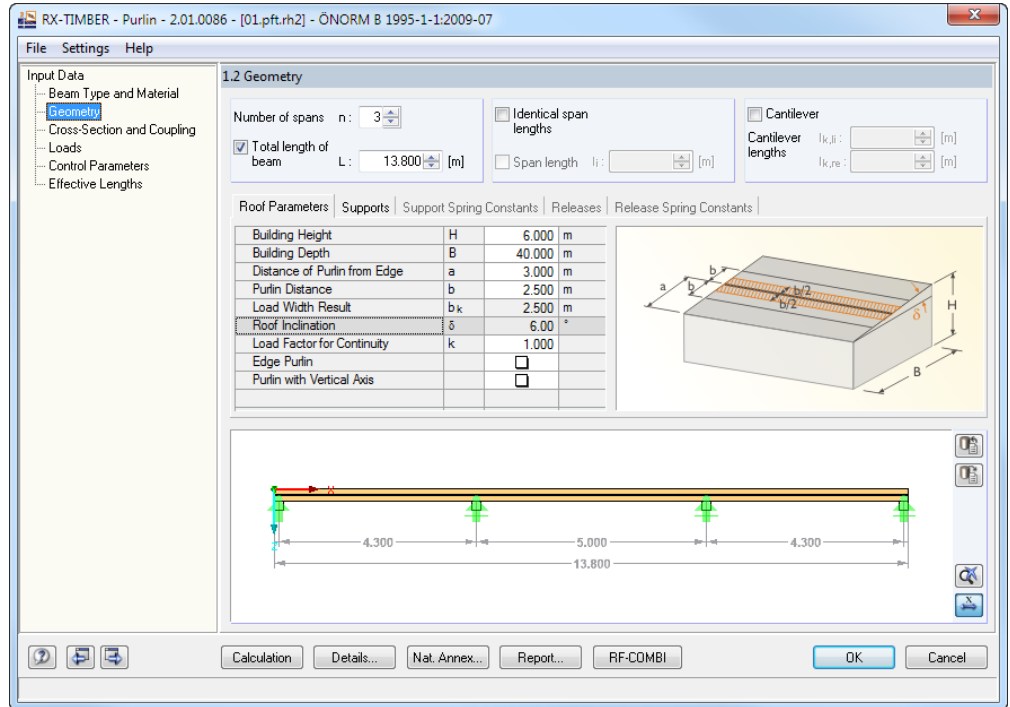 RX-TIMBER - Purlin - 2.01.0086 - [01.pft.rh2] - ÖNORM B 1995-1-1:2009-07
File Settings Help
Input Data
Beam Type and Material
Geometry
Cross-Section and Coupling
Loads
Control Parameters
Effective Lengths
1.2 Geometry
Number of spans n : 3
Total length of
beam L : 13.800 [m]
Identical span
lengths
Span length li : [m]
Cantilever
Cantilever
lengths
lk,li : [m]
lk,re : [m]
Roof Parameters Supports Support Spring Constants Releases Release Spring Constants
Building Height H 6.000 m
Building Depth B 40.000 m
Distance of Purlin from Edge a 3.000 m
Purlin Distance b 2.500 m
Load Width Result bk 2.500 m
Roof Inclination δ 6.00 °
Load Factor for Continuity k 1.000
Edge Purlin
Purlin with Vertical Axis
a b b b/2 b/2 δ H B
X
Z
4.300 5.000 4.300
13.800
Calculation Details... Nat. Annex... Report... RF-COMBI OK Cancel